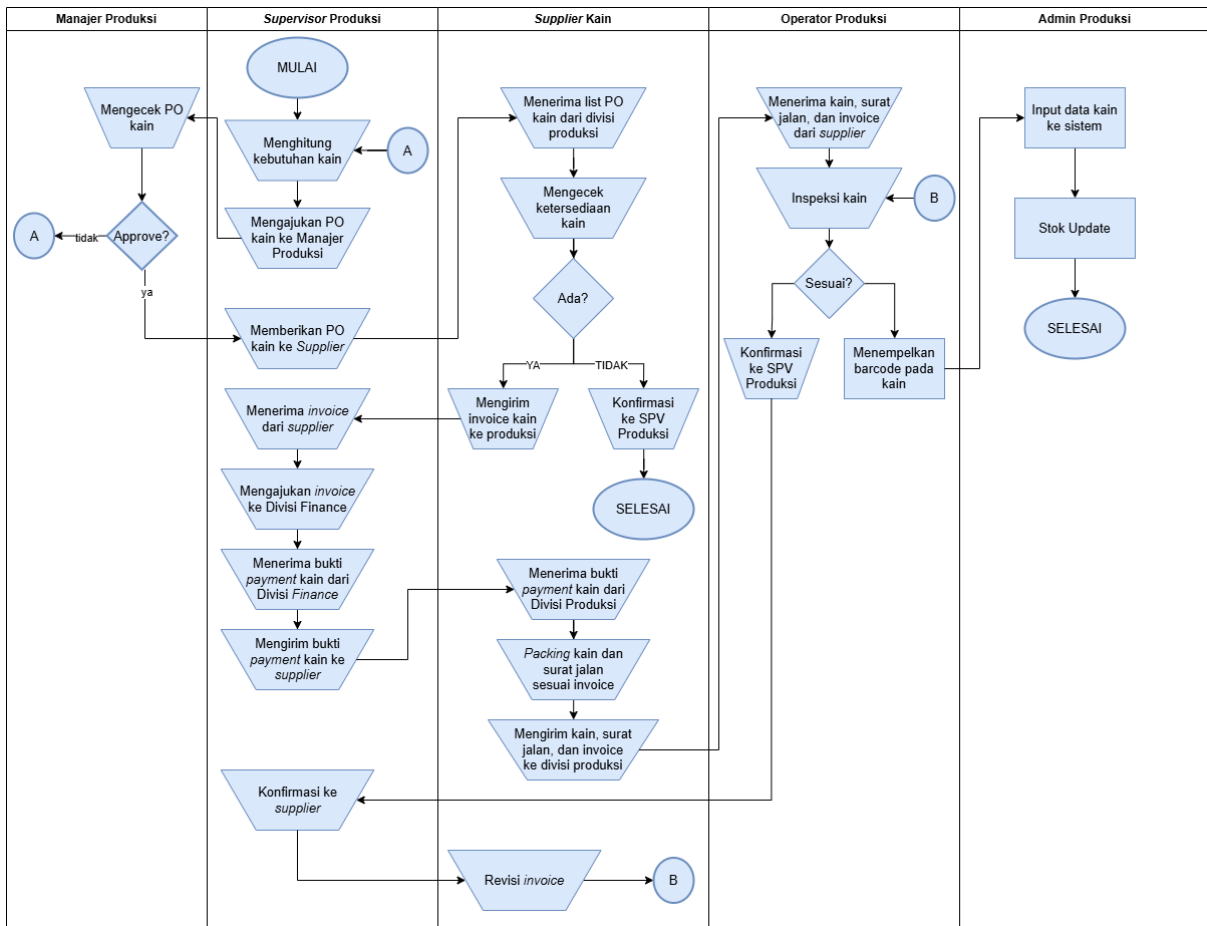 Manajer Produksi
Supervisor Produksi
Supplier Kain
Operator Produksi
Admin Produksi
Mengecek PO
kain
Approve?
tidak
A
ya
MULAI
Menghitung
kebutuhan kain
A
Mengajukan PO
kain ke Manajer
Produksi
Memberikan PO
kain ke Supplier
Menerima invoice
dari supplier
Mengajukan invoice
ke Divisi Finance
Menerima bukti
payment kain dari
Divisi Finance
Mengirim bukti
payment kain ke
supplier
Konfirmasi ke
supplier
Menerima list PO
kain dari divisi
produksi
Mengecek
ketersediaan
kain
Ada?
YA
TIDAK
Mengirim
invoice kain
ke produksi
Konfirmasi
ke SPV
Produksi
SELESAI
Menerima bukti
payment kain dari
Divisi Produksi
Packing kain dan
surat jalan
sesuai invoice
Mengirim kain, surat
jalan, dan invoice
ke divisi produksi
Revisi invoice
B
Menerima kain, surat
jalan, dan invoice
dari supplier
Inspeksi kain
B
Sesuai?
Konfirmasi
ke SPV
Produksi
Menempelkan
barcode pada
kain
Input data kain
ke sistem
Stok Update
SELESAI